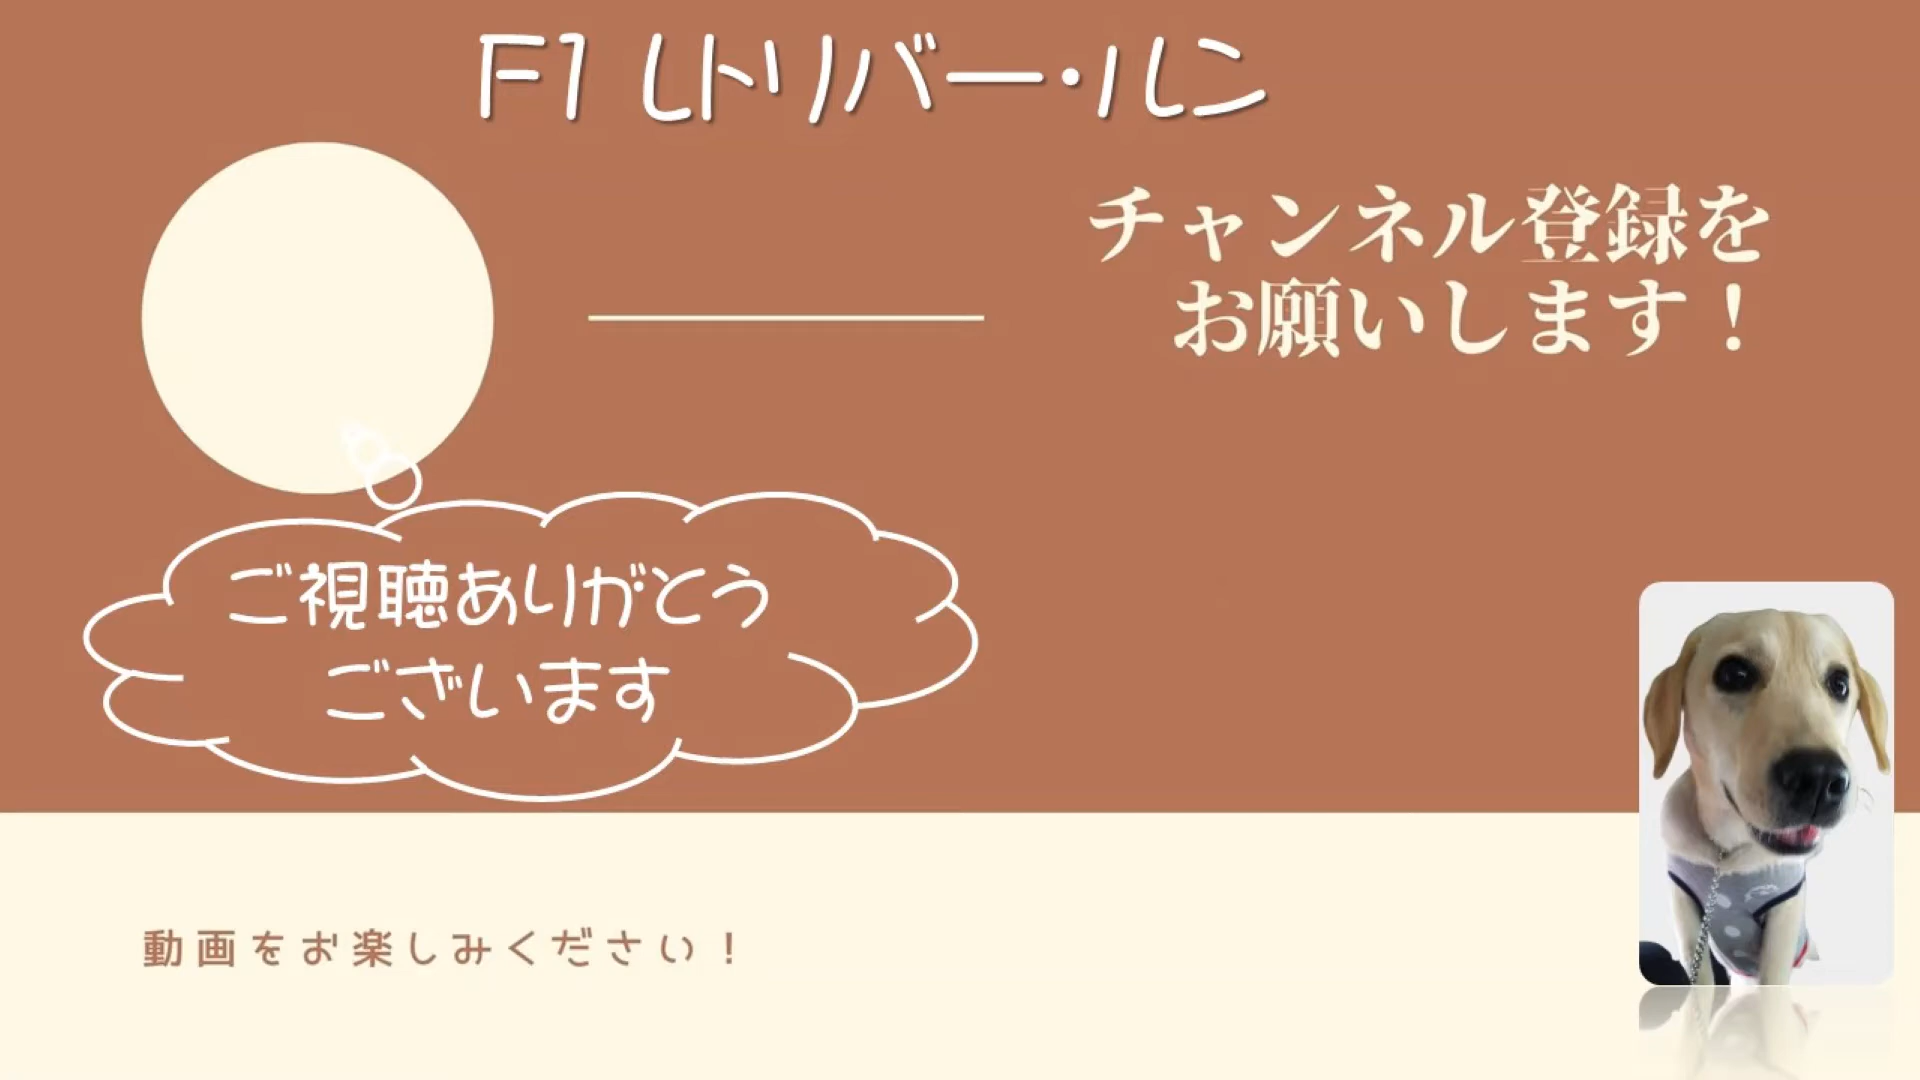 F1 レトリバー・ルン
チャンネル登録を
お願いします！
ご視聴ありがとう
ございます
動画をお楽しみください！